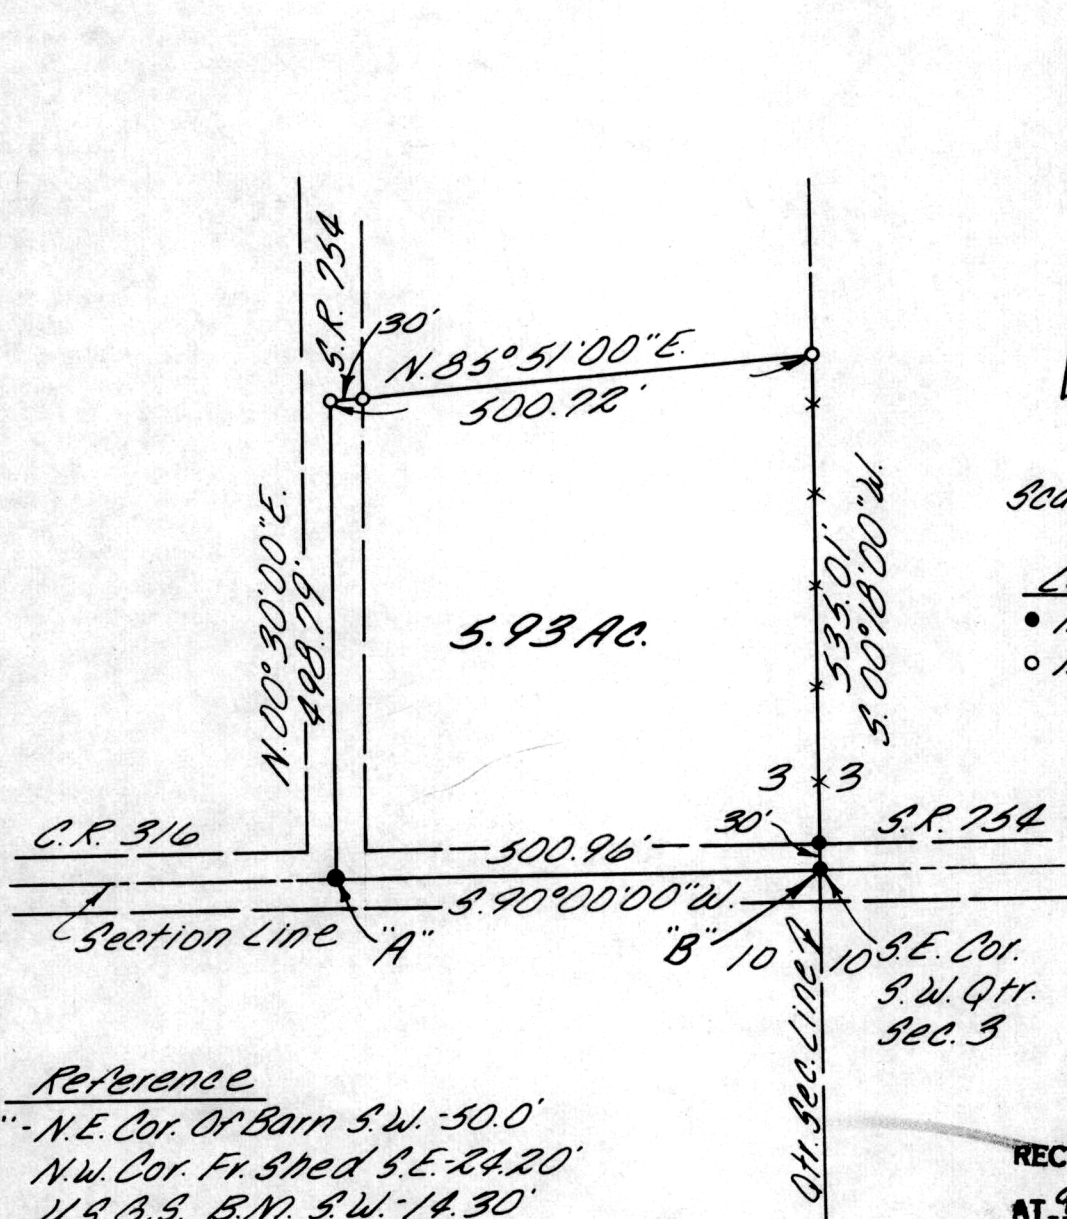 S.R. 754
30'
N.85°51'00"E.
500.72'
N.00°30'00"E.
498.79'
5.93 Ac.
535.01'
S.00°18'00"W.
3 3
30'
S.R. 754
C.R. 316
500.96'
S.90°00'00"W.
Section Line
"A"
"B"
10 10
S.E. Cor.
S.W. Qtr.
Sec. 3
Qtr. Sec. Line
Reference
"-N.E. Cor. Of Barn S.W.-50.0'
N.W. Cor. Fr. Shed S.E-24.20'
U.S.G.S. B.M. S.W.-14.30'
Sca
REC
AT